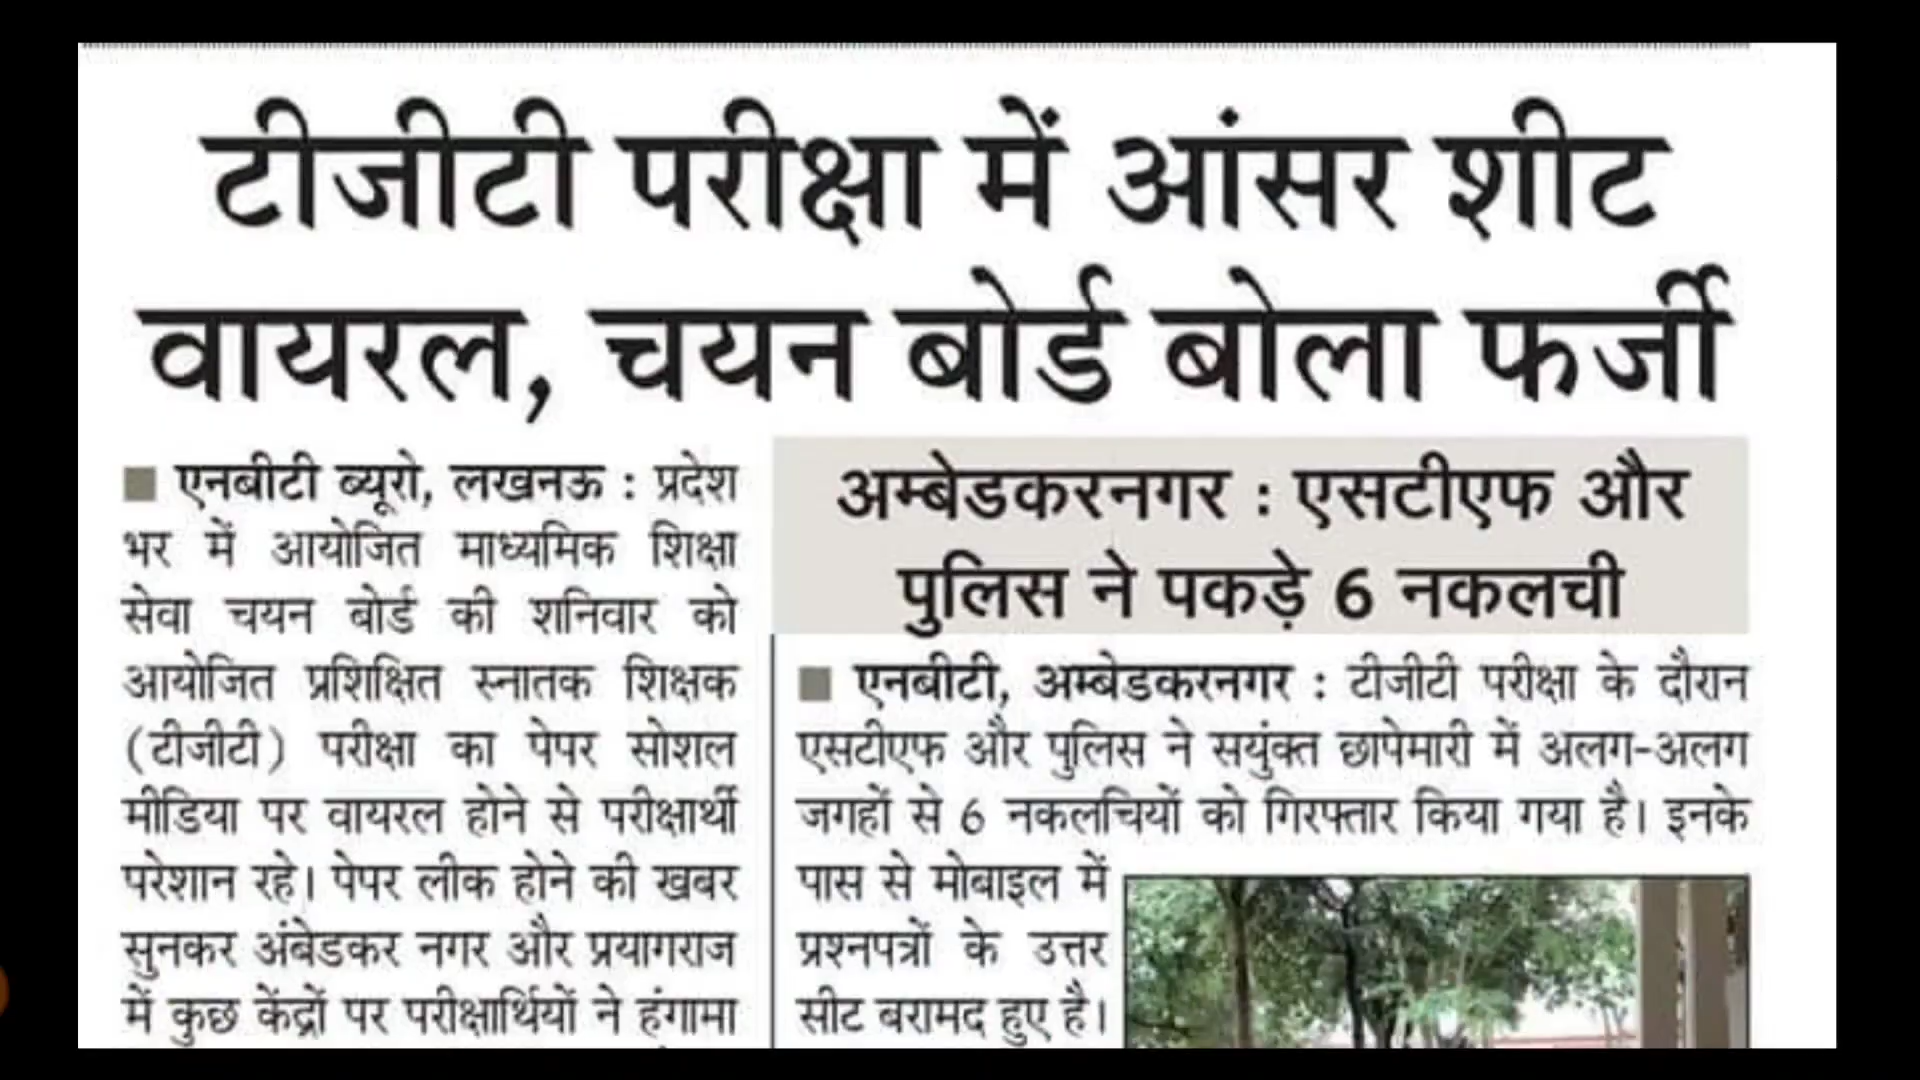 टीजीटी परीक्षा में आंसर शीट
वायरल, चयन बोर्ड बोला फर्जी
एनबीटी ब्यूरो, लखनऊ : प्रदेश
भर में आयोजित माध्यमिक शिक्षा
सेवा चयन बोर्ड की शनिवार को
आयोजित प्रशिक्षित स्नातक शिक्षक
(टीजीटी) परीक्षा का पेपर सोशल
मीडिया पर वायरल होने से परीक्षार्थी
परेशान रहे। पेपर लीक होने की खबर
सुनकर अंबेडकर नगर और प्रयागराज
में कुछ केंद्रों पर परीक्षार्थियों ने हंगामा
अम्बेडकरनगर : एसटीएफ और
पुलिस ने पकड़े 6 नकलची
एनबीटी, अम्बेडकरनगर : टीजीटी परीक्षा के दौरान
एसटीएफ और पुलिस ने सयुंक्त छापेमारी में अलग-अलग
जगहों से 6 नकलचियों को गिरफ्तार किया गया है। इनके
पास से मोबाइल में
प्रश्नपत्रों के उत्तर
सीट बरामद हुए है।